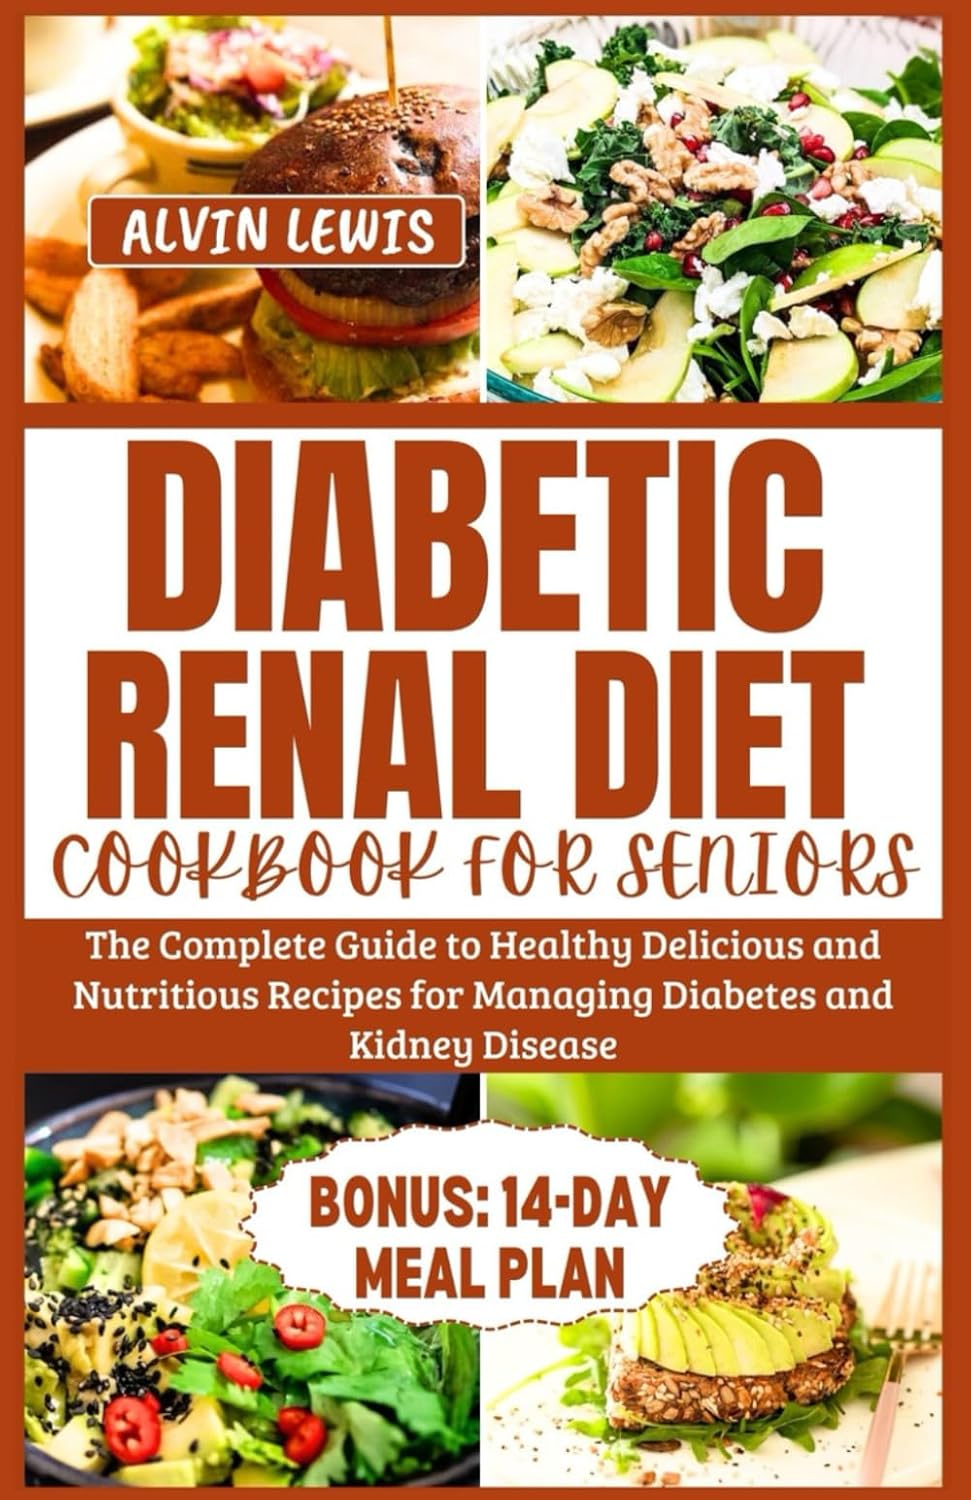 ALVIN LEWIS
DIABETIC
RENAL DIET
COOKBOOK FOR SENIORS
The Complete Guide to Healthy Delicious and
Nutritious Recipes for Managing Diabetes and
Kidney Disease
BONUS: 14-DAY
MEAL PLAN